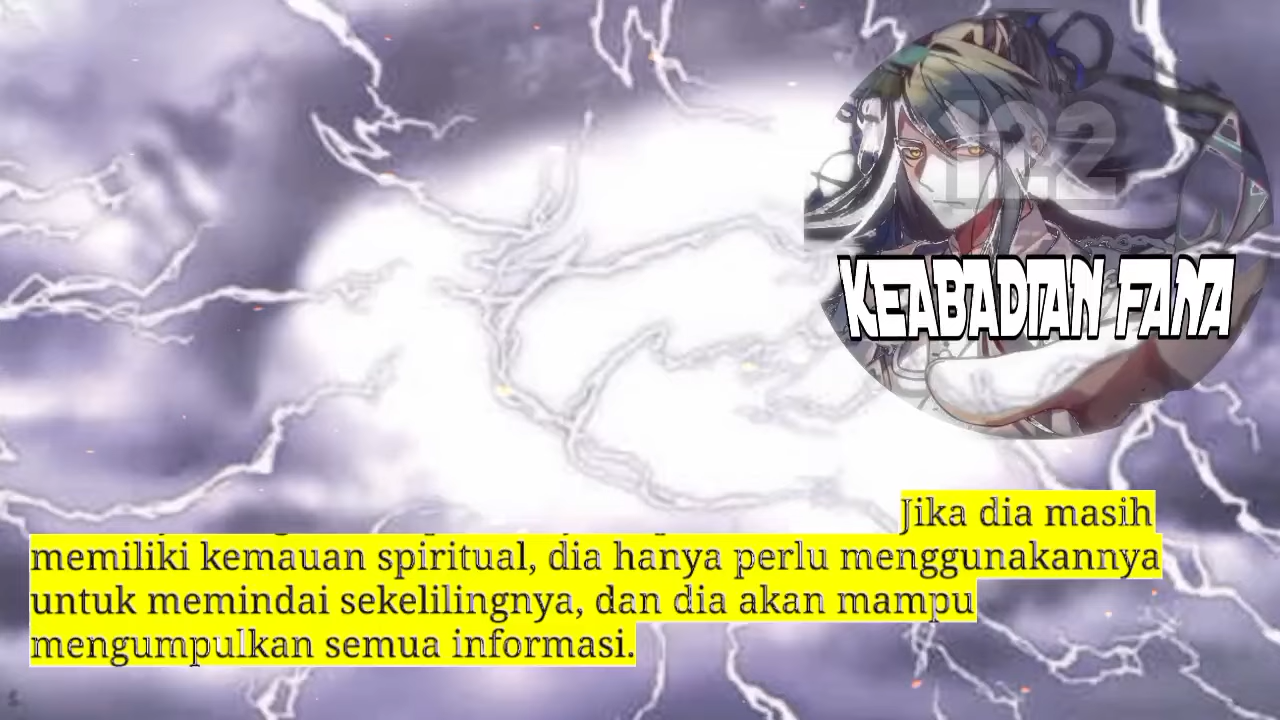 122
KEABADIAN FANA
Jika dia masih
memiliki kemauan spiritual, dia hanya perlu menggunakannya
untuk memindai sekelilingnya, dan dia akan mampu
mengumpulkan semua informasi.